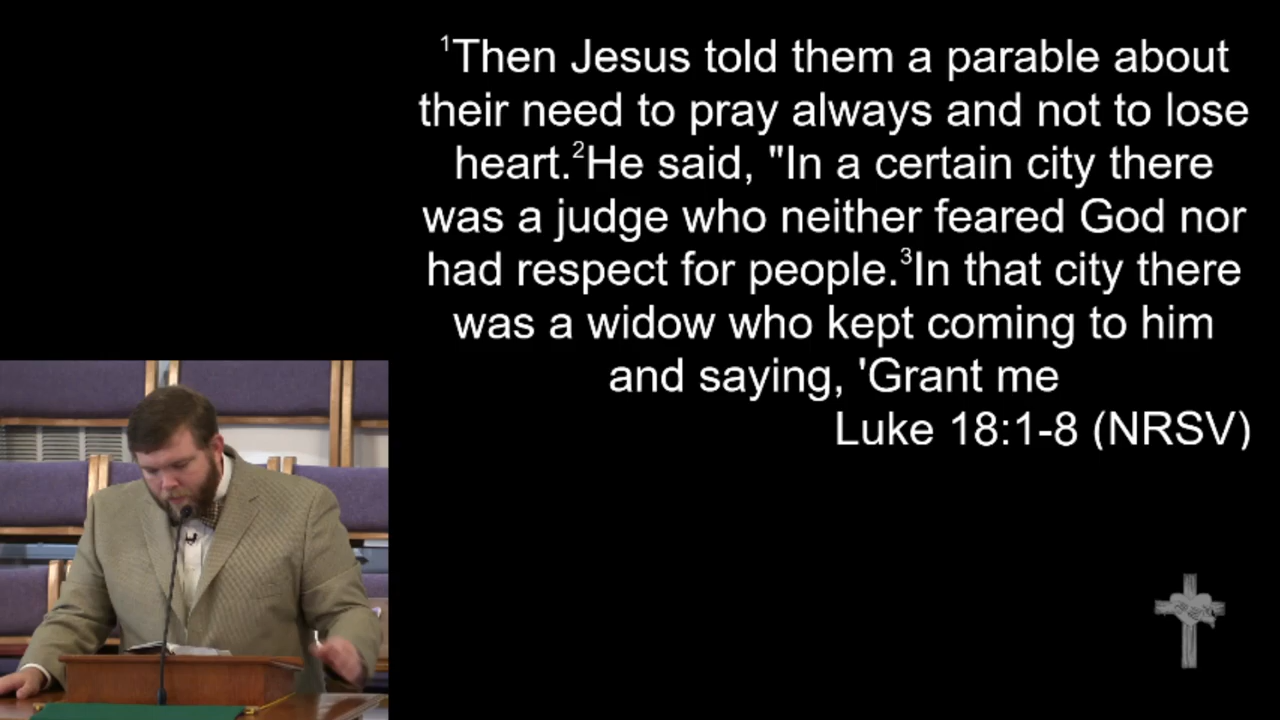 ¹Then Jesus told them a parable about
their need to pray always and not to lose
heart.²He said, "In a certain city there
was a judge who neither feared God nor
had respect for people.³In that city there
was a widow who kept coming to him
and saying, 'Grant me
Luke 18:1-8 (NRSV)